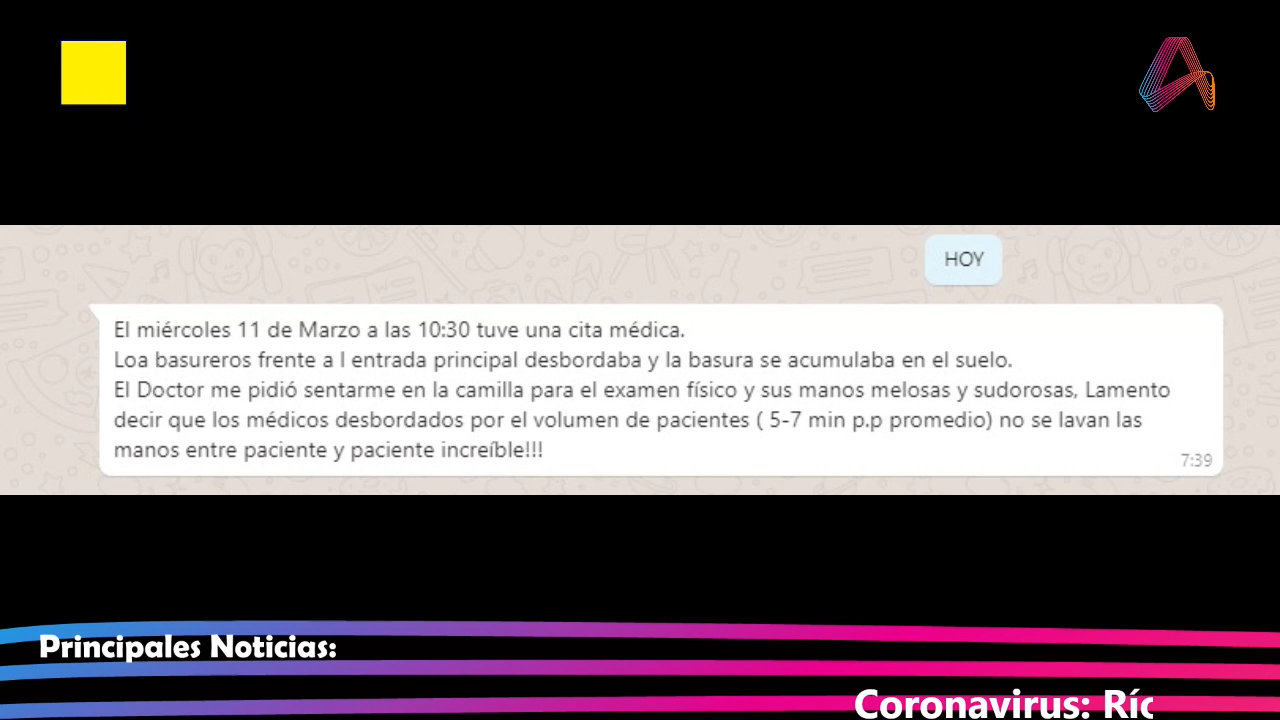 HOY
El miércoles 11 de Marzo a las 10:30 tuve una cita médica.
Loa basureros frente a l entrada principal desbordaba y la basura se acumulaba en el suelo.
El Doctor me pidió sentarme en la camilla para el examen físico y sus manos melosas y sudorosas, Lamento
decir que los médicos desbordados por el volumen de pacientes ( 5-7 min p.p promedio) no se lavan las
manos entre paciente y paciente increíble!!!
7:39
Principales Noticias:
Coronavirus: